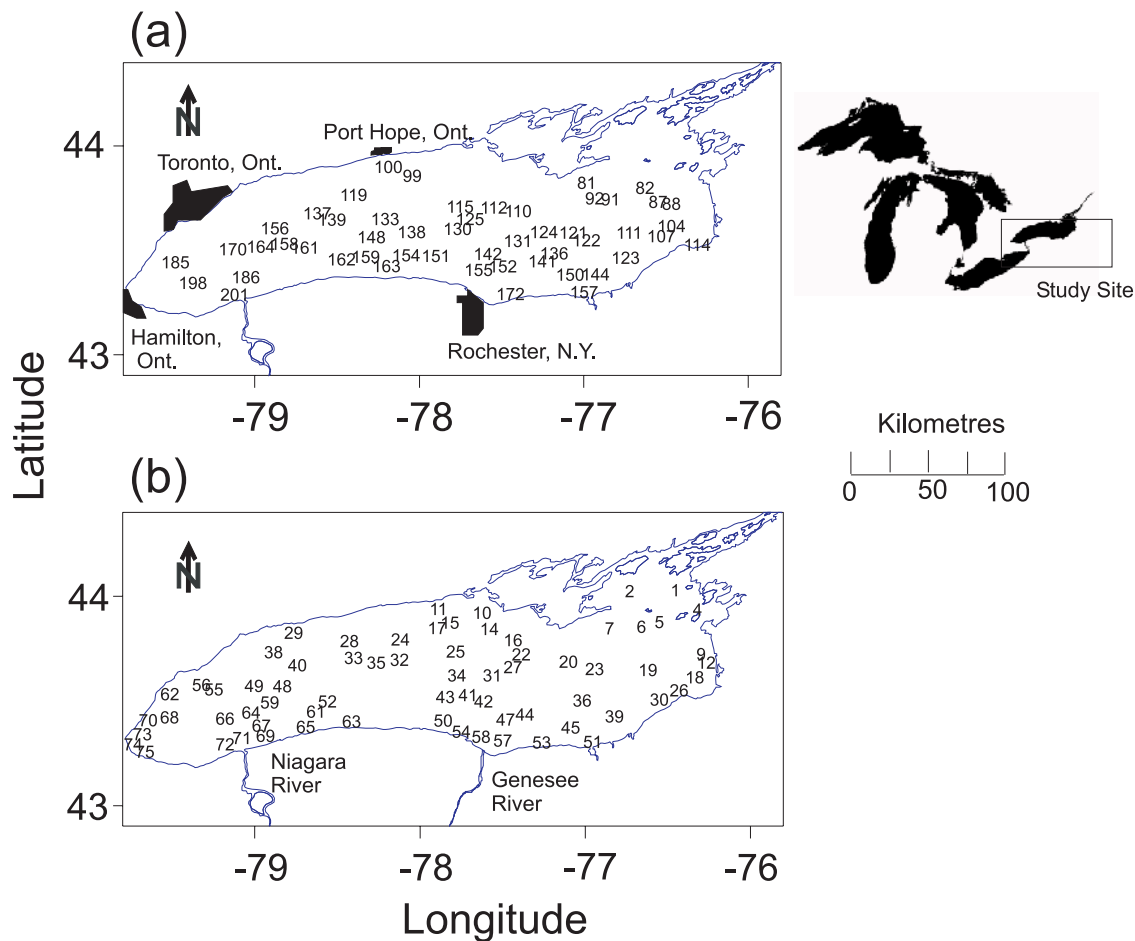 (a)
N
Port Hope, Ont.
Toronto, Ont.
44
100
99
81
82
119
92 91
87 88
115 112 110
137 139 133 125
156 138 130 124 121 111 104
107
170 164 158 161 148 131 122 114
185 162 159 163 154 151 142 155 152 141 136 123
198 186 150 144
201 172 157
Hamilton,
Ont.
Rochester, N.Y.
43
-79 -78 -77 -76
Study Site
Kilometres
0 50 100
Latitude
(b)
N
44
2 1
11 10 4
17 15 14 7 6 5
29
28 24 16
38 33 35 32 25 22 9
40 27 20 23 19 12
56 55 49 48 34 31 18
53 59 52 33 41 42 36 30 26
70 68 66 64 61 50 47 44 43
73 67 65 63 54 38
74 75 72 71 69 58 57 53 51
Niagara
River
Genesee
River
43
-79 -78 -77 -76
Longitude